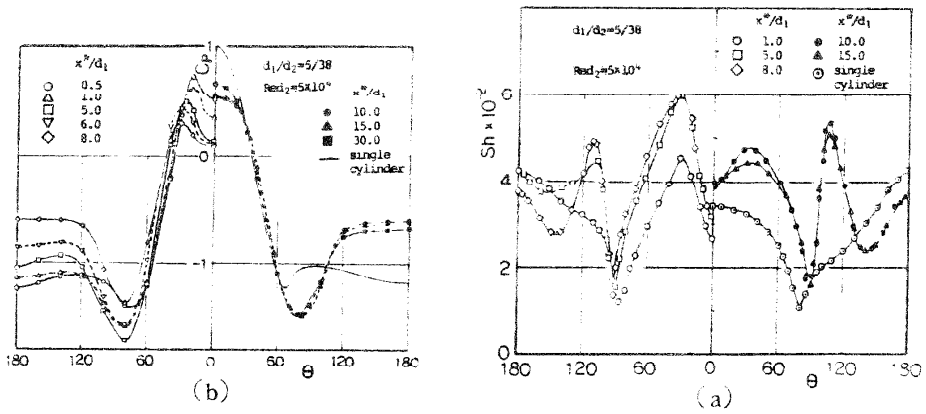 x*/d₁
0.5
1.0
5.0
6.0
8.0
Cp
1
0
-1
d₁/d₂=5/38
Red₂=5×10⁴
x*/d₁
10.0
15.0
30.0
single
cylinder
180
120
60
0
60
120
180
θ
(b)
d₁/d₂=5/38
Red₂=5×10⁴
x*/d₁
1.0
5.0
8.0
x*/d₁
10.0
15.0
single
cylinder
Sh × 10⁻²
6
4
2
0
180
120
60
0
60
120
180
θ
(a)